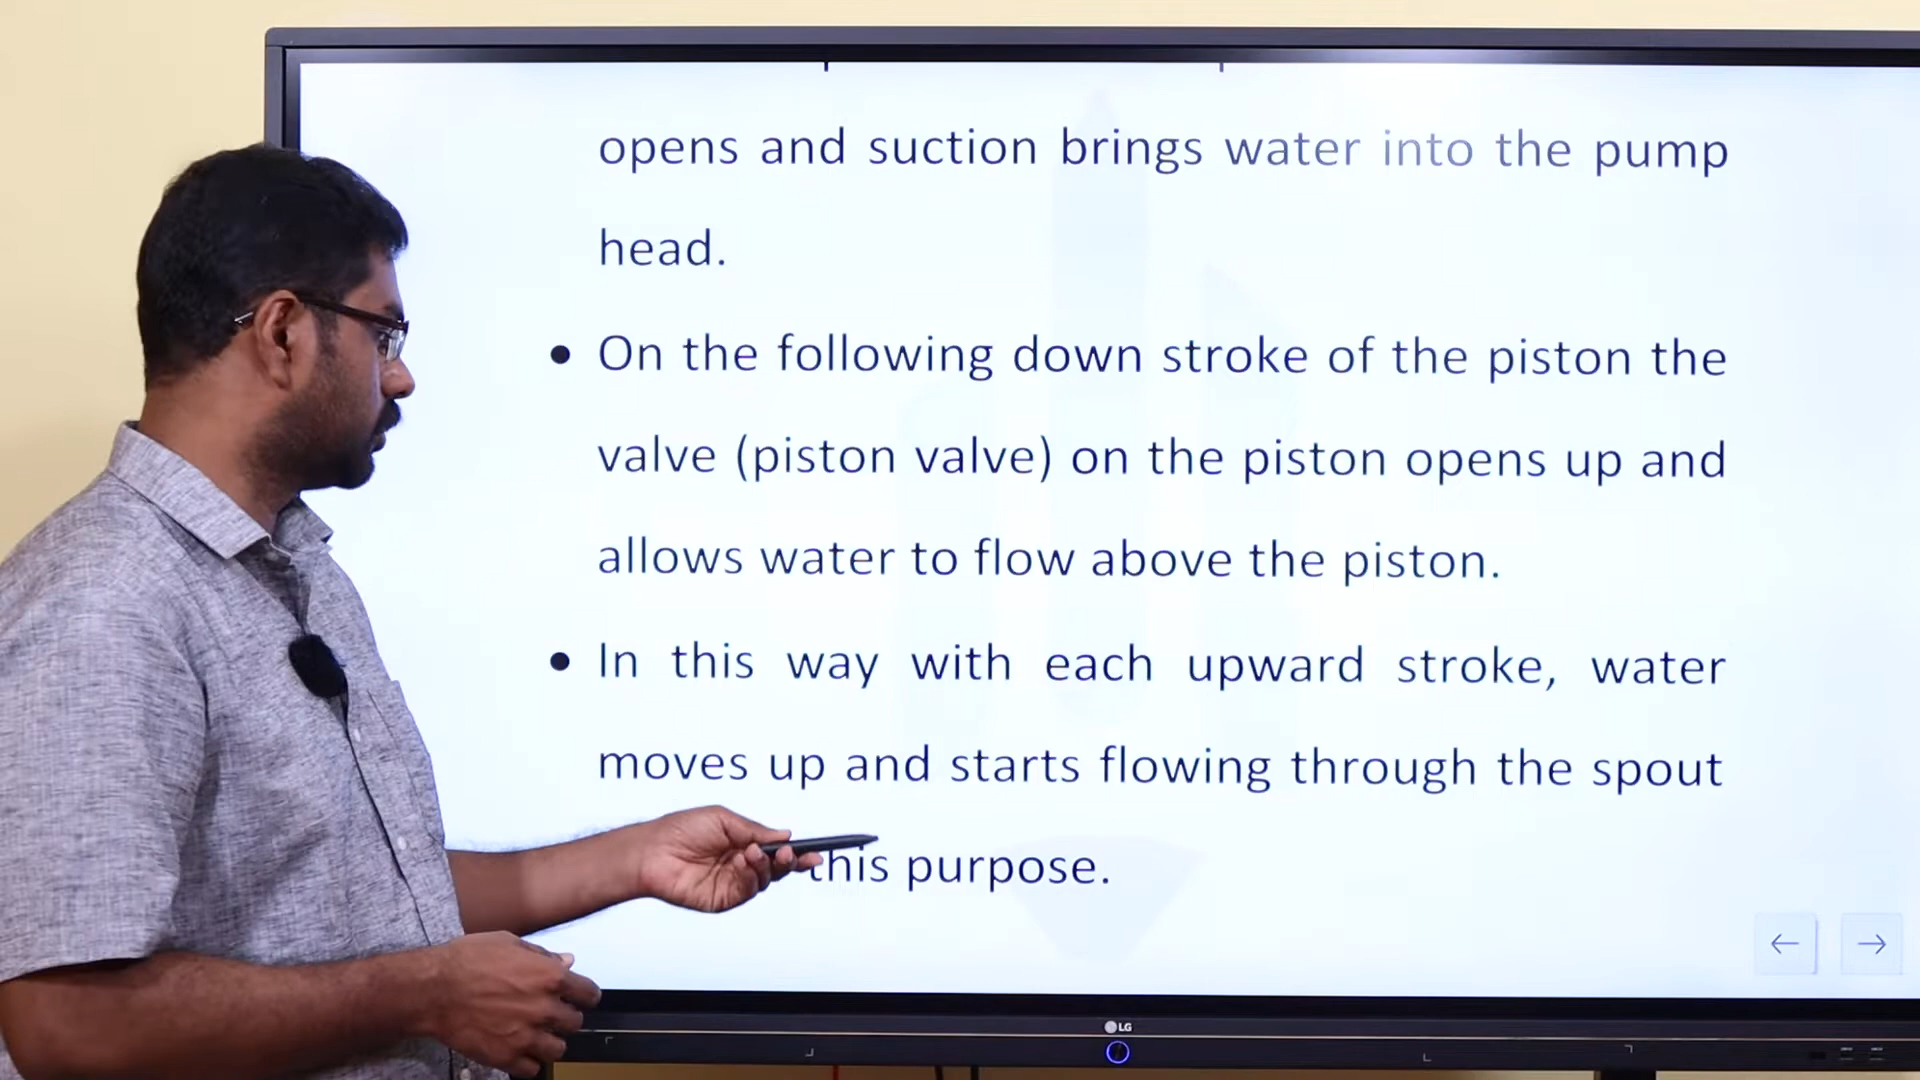 opens and suction brings water into the pump
head.
• On the following down stroke of the piston the
valve (piston valve) on the piston opens up and
allows water to flow above the piston.
• In this way with each upward stroke, water
moves up and starts flowing through the spout
this purpose.
LG